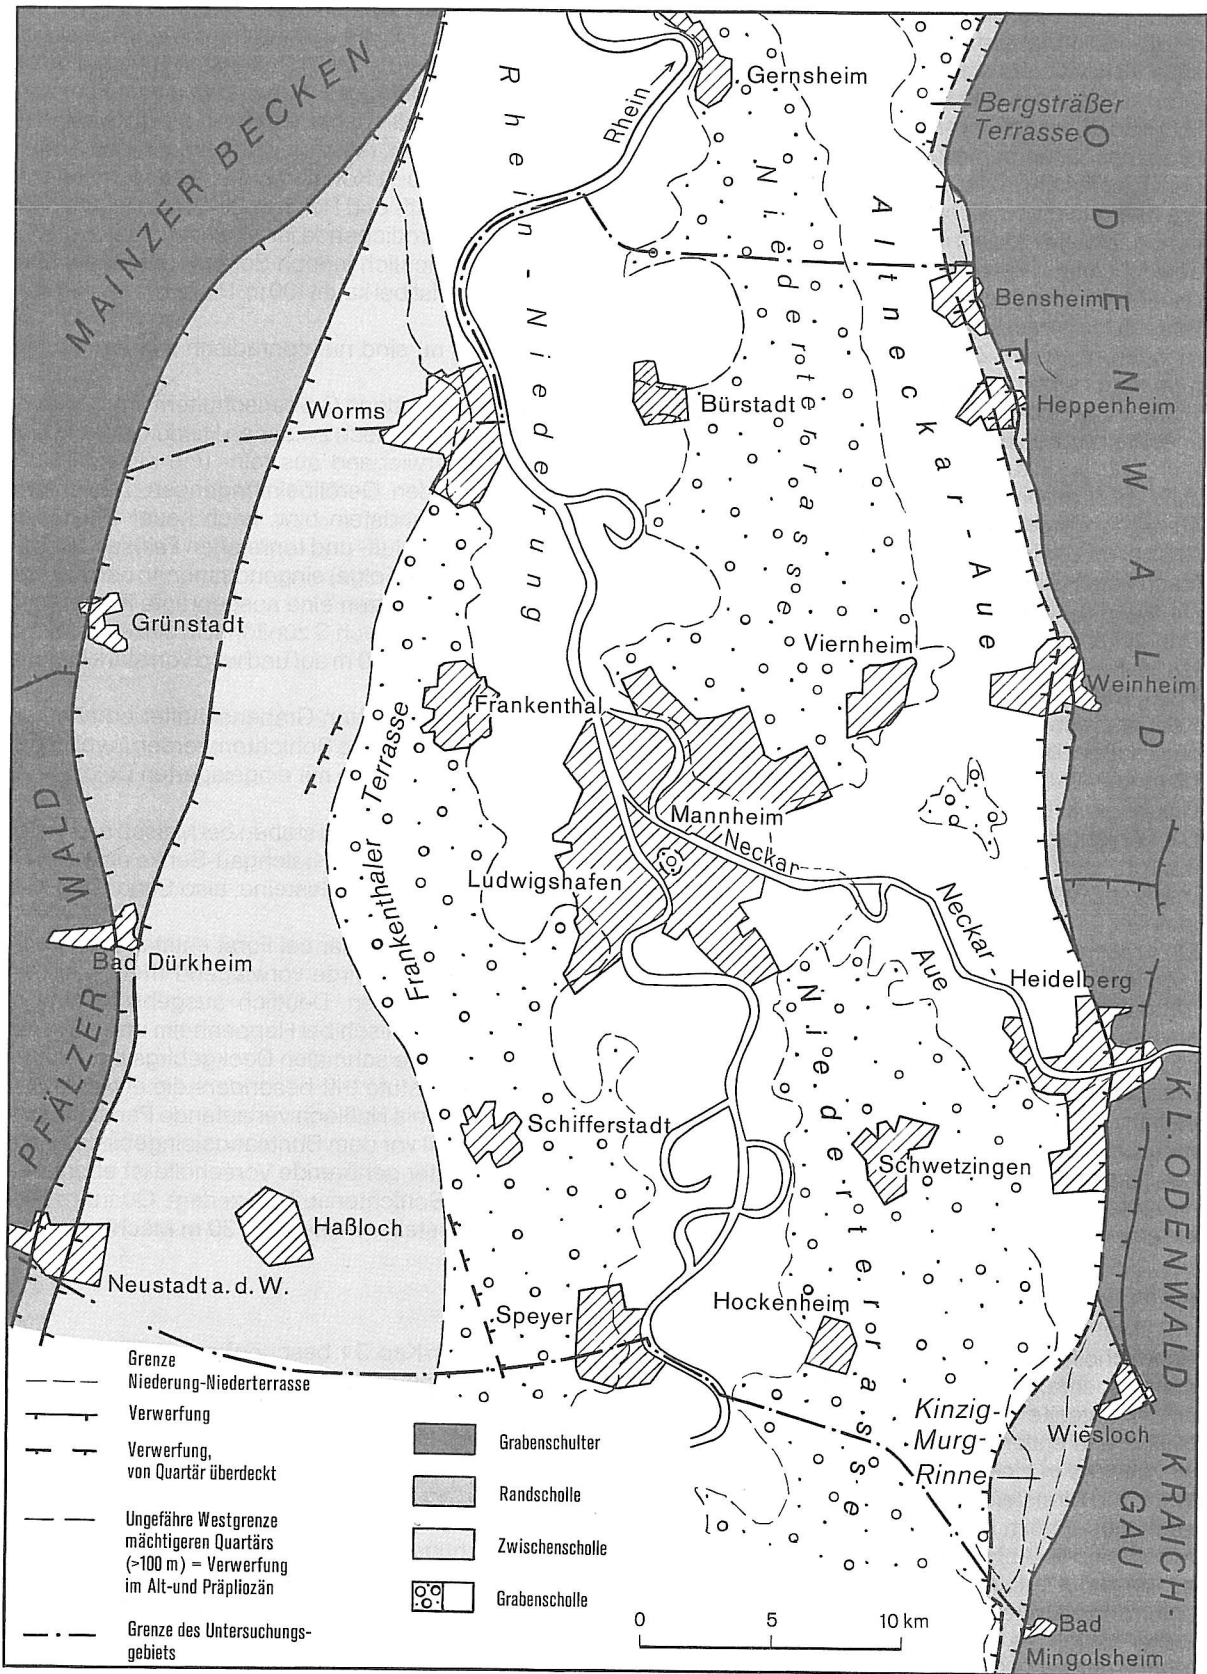 MAINZER BECKEN
Rhein-Niederung
Rhein
Gernsheim
Niederterrasse
Altneckar-Aue
Bergsträßer
Terrasse
ODENWALD
Bensheim
Worms
Bürstadt
Heppenheim
Grünstadt
Viernheim
Weinheim
Frankenthal
Frankenthaler Terrasse
Mannheim
Neckar
Ludwigshafen
Neckar-
Aue
Heidelberg
PFÄLZER WALD
Bad Dürkheim
Niederterrasse
Schifferstadt
Schwetzingen
KL. ODENWALD
Haßloch
Neustadt a. d. W.
Speyer
Hockenheim
Kinzig-
Murg-
Rinne
Wiesloch
KRAICH-
GAU
Bad
Mingolsheim
Grenze
Niederung-Niederterrasse
Verwerfung
Verwerfung,
von Quartär überdeckt
Ungefähre Westgrenze
mächtigeren Quartärs
(>100 m) = Verwerfung
im Alt-und Präpliozän
Grenze des Untersuchungs-
gebiets
Grabenschulter
Randscholle
Zwischenscholle
Grabenscholle
0 5 10 km